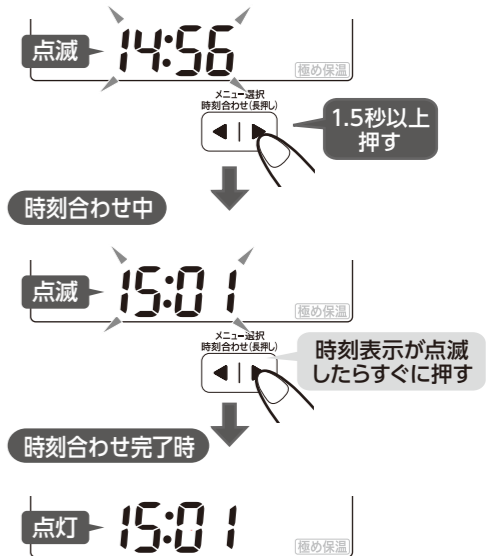 点滅
14:56
極め保温
メニュー選択
時刻合わせ(長押し)
1.5秒以上
押す
時刻合わせ中
点滅
15:01
極め保温
メニュー選択
時刻合わせ(長押し)
時刻表示が点滅
したらすぐに押す
時刻合わせ完了時
点灯
15:01
極め保温